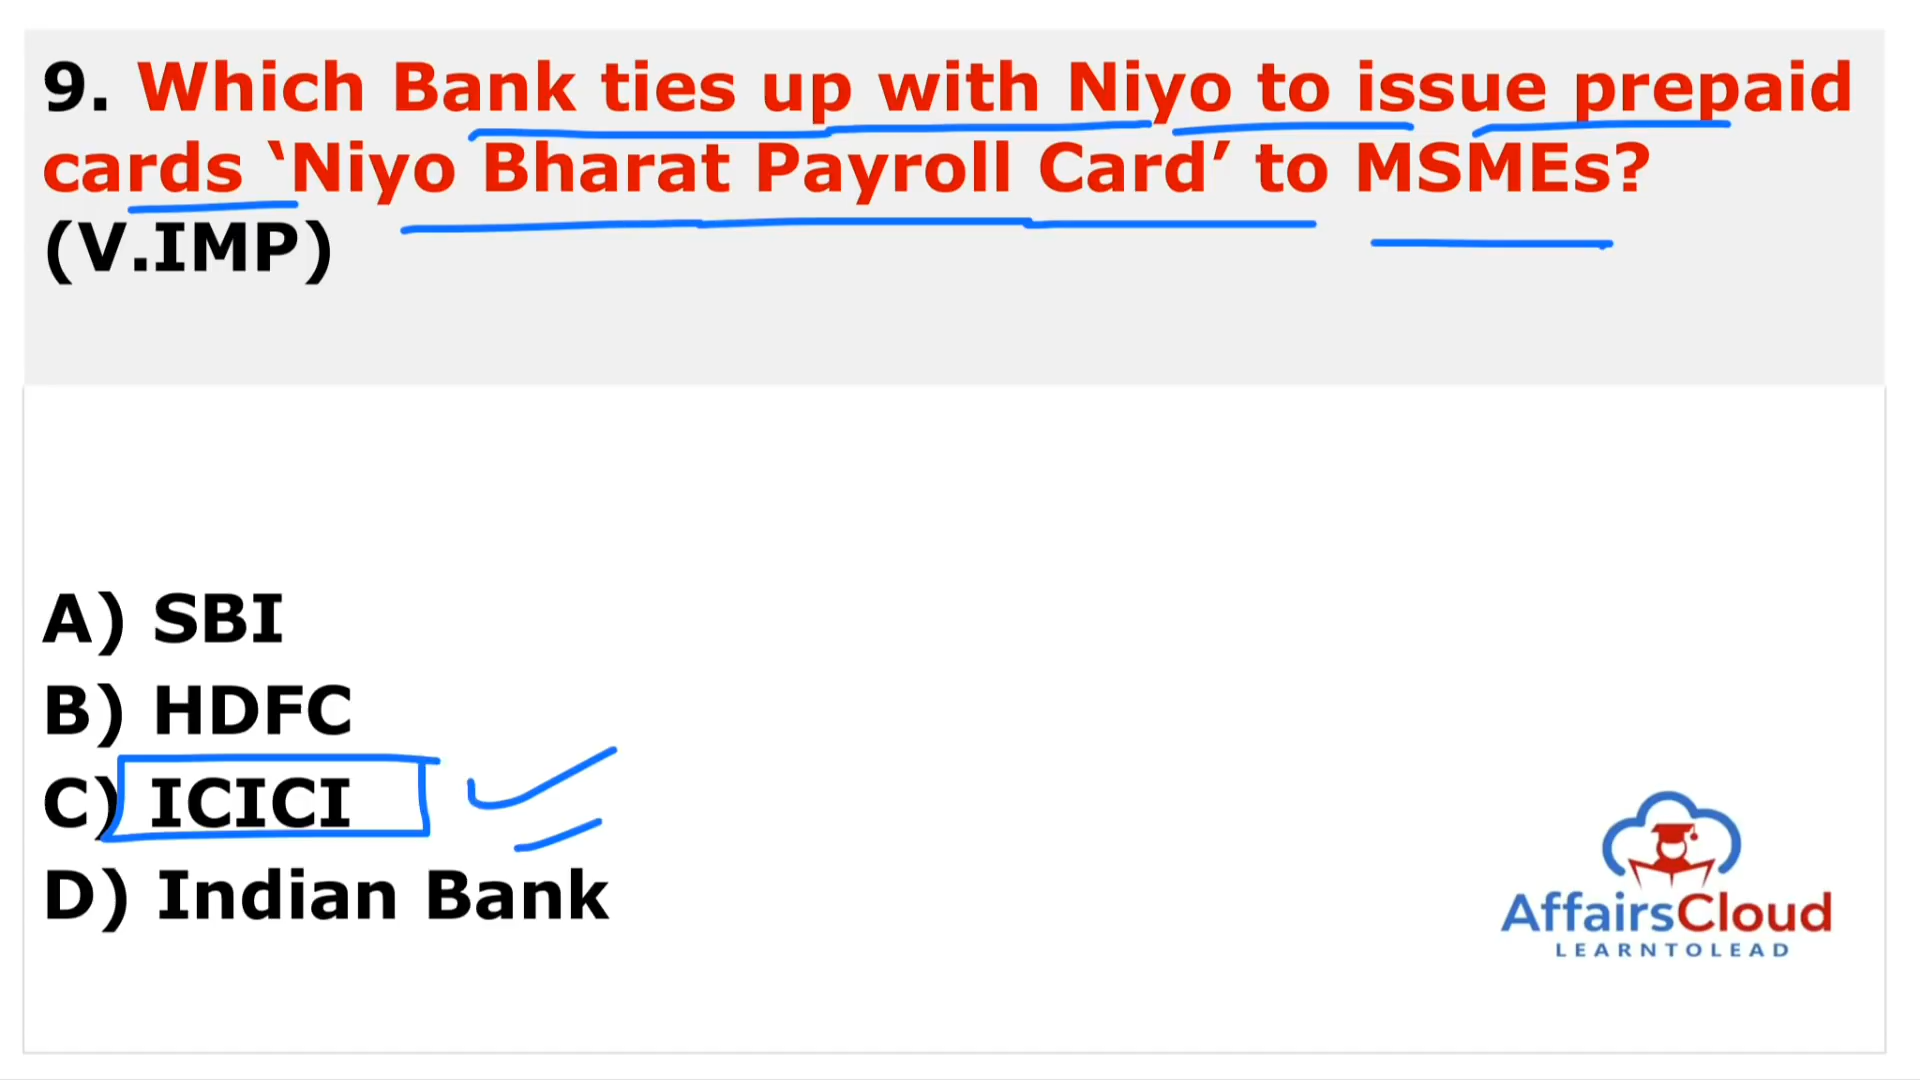 9. Which Bank ties up with Niyo to issue prepaid
cards ‘Niyo Bharat Payroll Card’ to MSMEs?
(V.IMP)
A) SBI
B) HDFC
C) ICICI
D) Indian Bank
AffairsCloud
LEARNTOLEAD